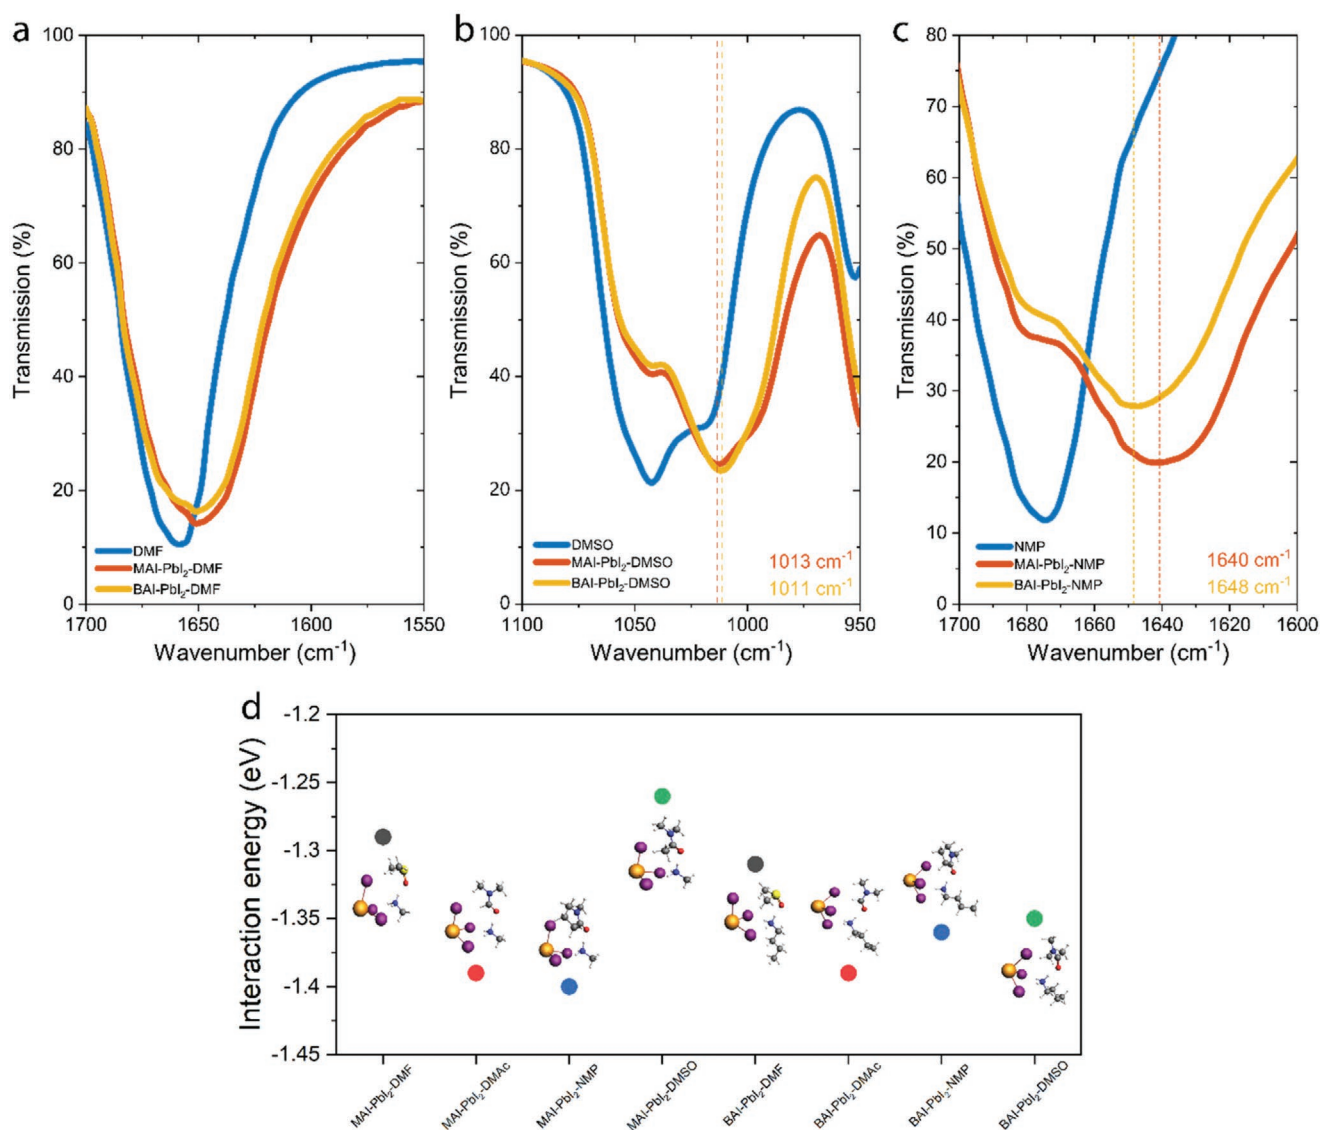 a
100
80
60
40
20
0
Transmission (%)
DMF
MAI-PbI₂-DMF
BAI-PbI₂-DMF
1700
1650
1600
1550
Wavenumber (cm⁻¹)
b
100
80
60
40
20
0
Transmission (%)
DMSO
MAI-PbI₂-DMSO
BAI-PbI₂-DMSO
1013 cm⁻¹
1011 cm⁻¹
1100
1050
1000
950
Wavenumber (cm⁻¹)
c
80
70
60
50
40
30
20
10
0
Transmission (%)
NMP
MAI-PbI₂-NMP
BAI-PbI₂-NMP
1640 cm⁻¹
1648 cm⁻¹
1700
1680
1660
1640
1620
1600
Wavenumber (cm⁻¹)
d
-1.2
-1.25
-1.3
-1.35
-1.4
-1.45
Interaction energy (eV)
MAI-PbI₂-DMF
MAI-PbI₂-DMAc
MAI-PbI₂-NMP
MAI-PbI₂-DMSO
BAI-PbI₂-DMF
BAI-PbI₂-DMAc
BAI-PbI₂-NMP
BAI-PbI₂-DMSO